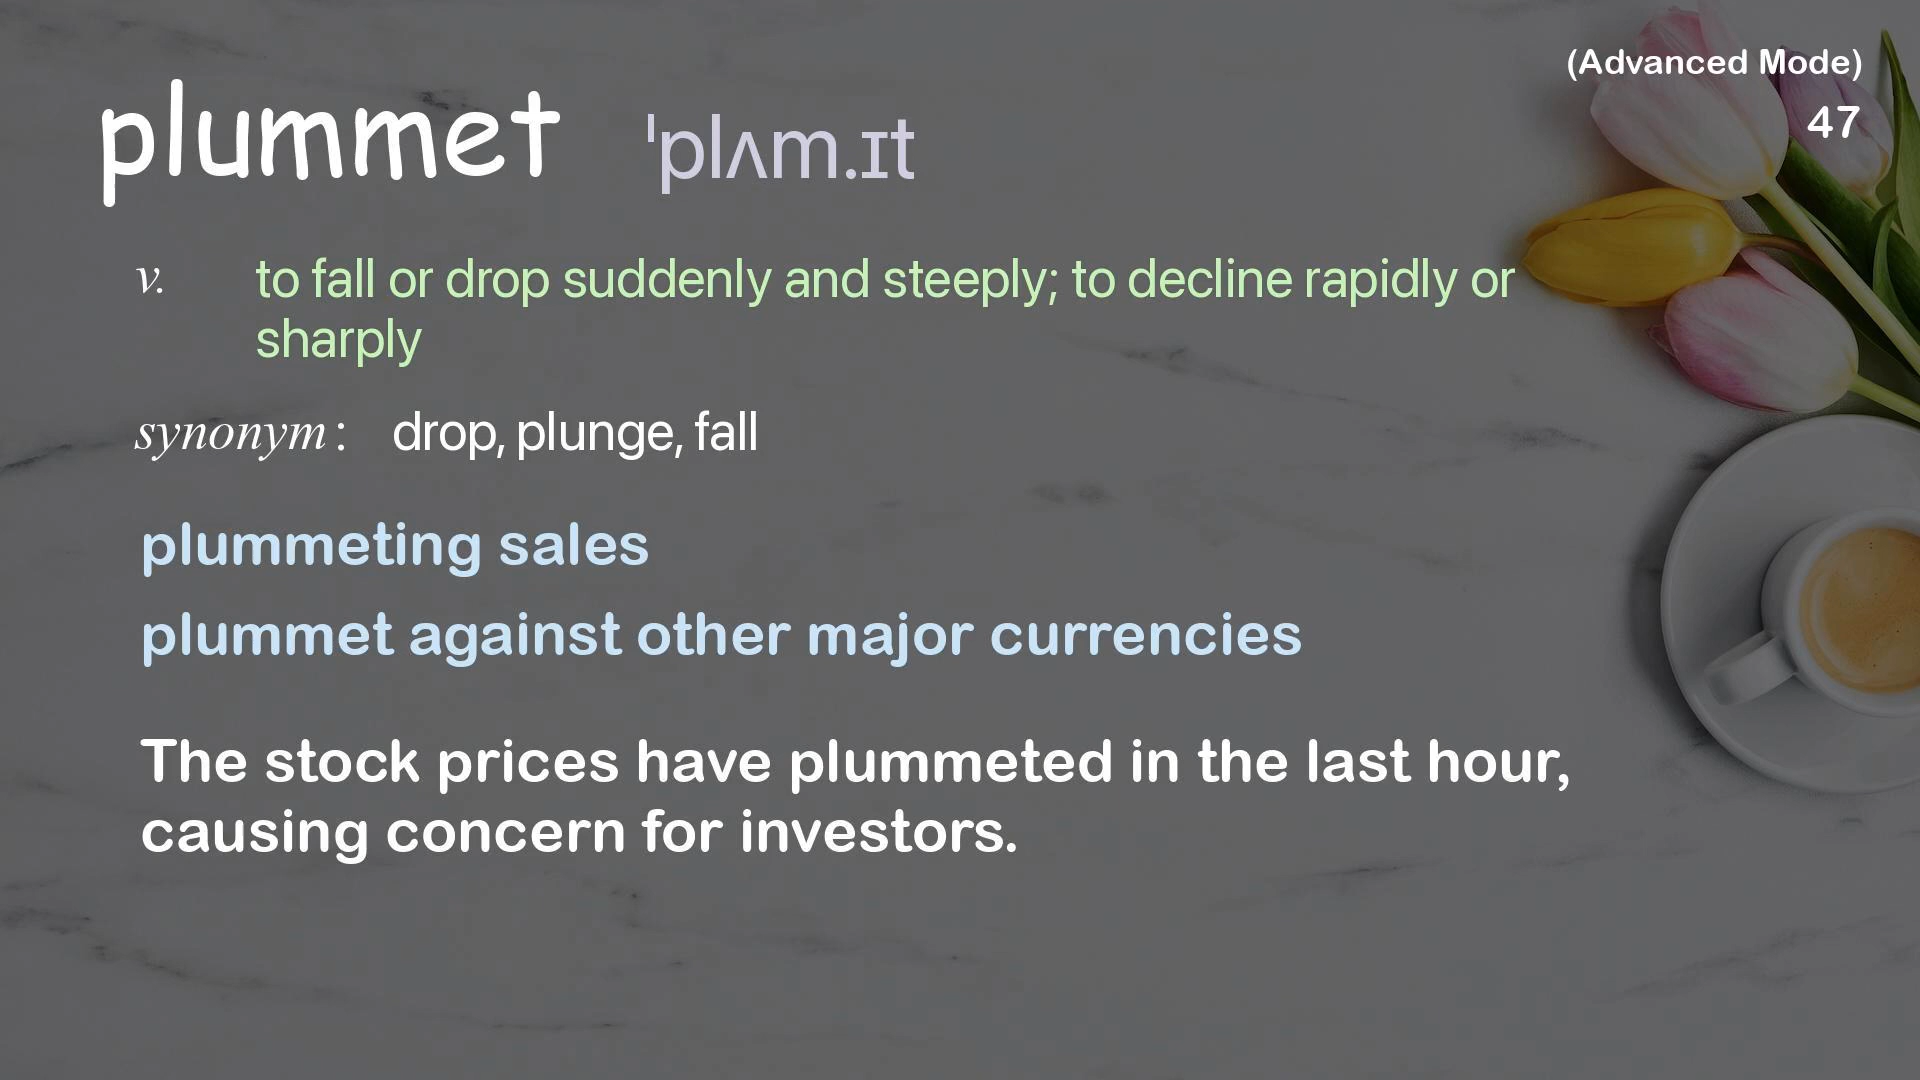 (Advanced Mode)
47
plummet ˈplʌm.ɪt
v. to fall or drop suddenly and steeply; to decline rapidly or
sharply
synonym: drop, plunge, fall
plummeting sales
plummet against other major currencies
The stock prices have plummeted in the last hour,
causing concern for investors.